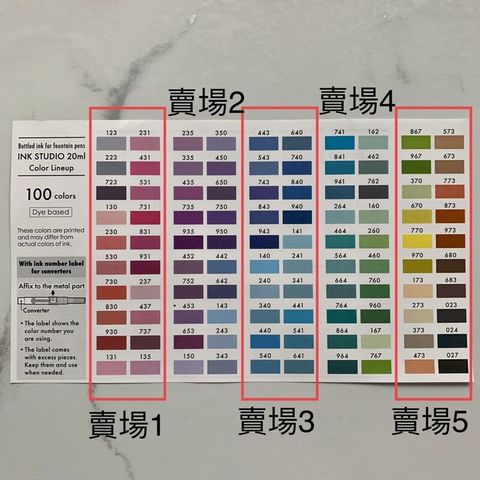 賣場2
賣場4
Bottled ink for fountain pens
INK STUDIO 20ml
Color Lineup
100 colors
Dye based
These colors are printed
and may differ from
actual colors of ink.
With ink number label
for converters
Affix to the metal part
Converter
• The label shows the
color number you
are using.
• The label comes
with excess pieces.
Keep them and use
when needed.
123 231 235 350 443 640 741 162 867 573
223 431 335 450 543 740 841 462 967 673
723 531 435 550 743 840 941 762 370 773
130 731 535 750 843 940 262 160 670 873
230 831 635 850 943 141 464 260 770 973
530 931 735 950 140 241 564 360 970 680
730 237 152 442 240 341 664 460 173 683
830 437 453 143 340 441 764 960 273 023
930 737 653 243 440 541 864 167 373 024
131 135 150 343 540 641 964 767 473 027
賣場1
賣場3
賣場5